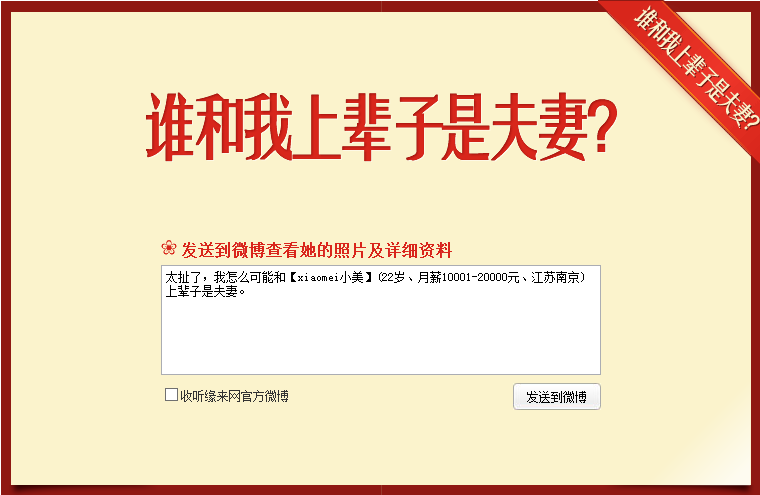 谁和我上辈子是夫妻?
谁和我上辈子是夫妻?
发送到微博查看她的照片及详细资料
太扯了，我怎么可能和【xiaomei小美】(22岁、月薪10001-20000元、江苏南京)
上辈子是夫妻。
收听缘来网官方微博
发送到微博